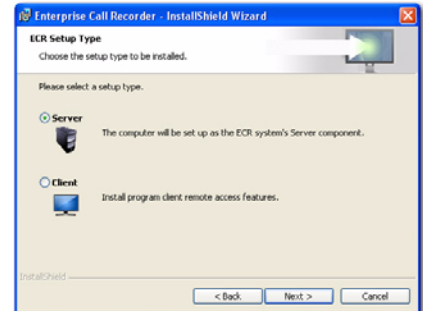 Enterprise Call Recorder - InstallShield Wizard
ECR Setup Type
Choose the setup type to be installed.
Please select a setup type.
Server
The computer will be set up as the ECR system's Server component.
Client
Install program client remote access features.
InstallShield
< Back
Next >
Cancel